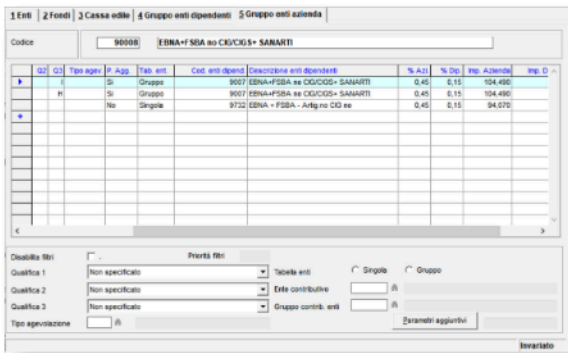 1 Enti 2 Fondi 3 Cassa edile 4 Gruppo enti dipendenti 5 Gruppo enti azienda
Codice 90008 EBNA+FSBA no CIG/CIGS+ SANARTI
Q2 Q3 Tipo agev P. Agg. Tab. ent. Cod. enti dipend. Descrizione enti dipendenti % Azi. % Dip. Imp. Azienda Imp. D
I Si Gruppo 9007 EBNA+FSBA no CIG/CIGS+ SANARTI 0,45 0,15 104,490
H Si Gruppo 9007 EBNA+FSBA no CIG/CIGS+ SANARTI 0,45 0,15 104,490
No Singola 9732 EBNA + FSBA - Artig.no CIG no 0,45 0,15 94,070
Disabilita filtri Priorità filtri
Qualifica 1 Non specificato Tabella enti Singola Gruppo
Qualifica 2 Non specificato Ente contributivo
Qualifica 3 Non specificato Gruppo contrib. enti
Tipo agevolazione Parametri aggiuntivi
Invariato